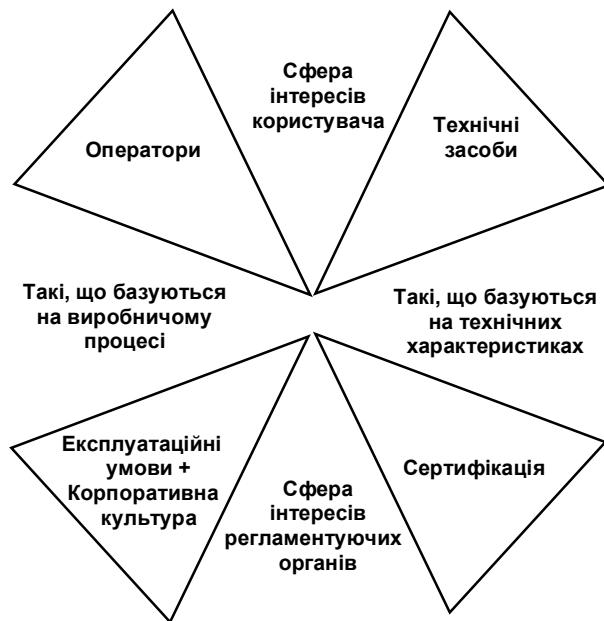 Сфера
інтересів
користувача
Оператори
Технічні
засоби
Такі, що базуються
на виробничому
процесі
Такі, що базуються
на технічних
характеристиках
Експлуатаційні
умови +
Корпоративна
культура
Сфера
інтересів
регламентуючих
органів
Сертифікація